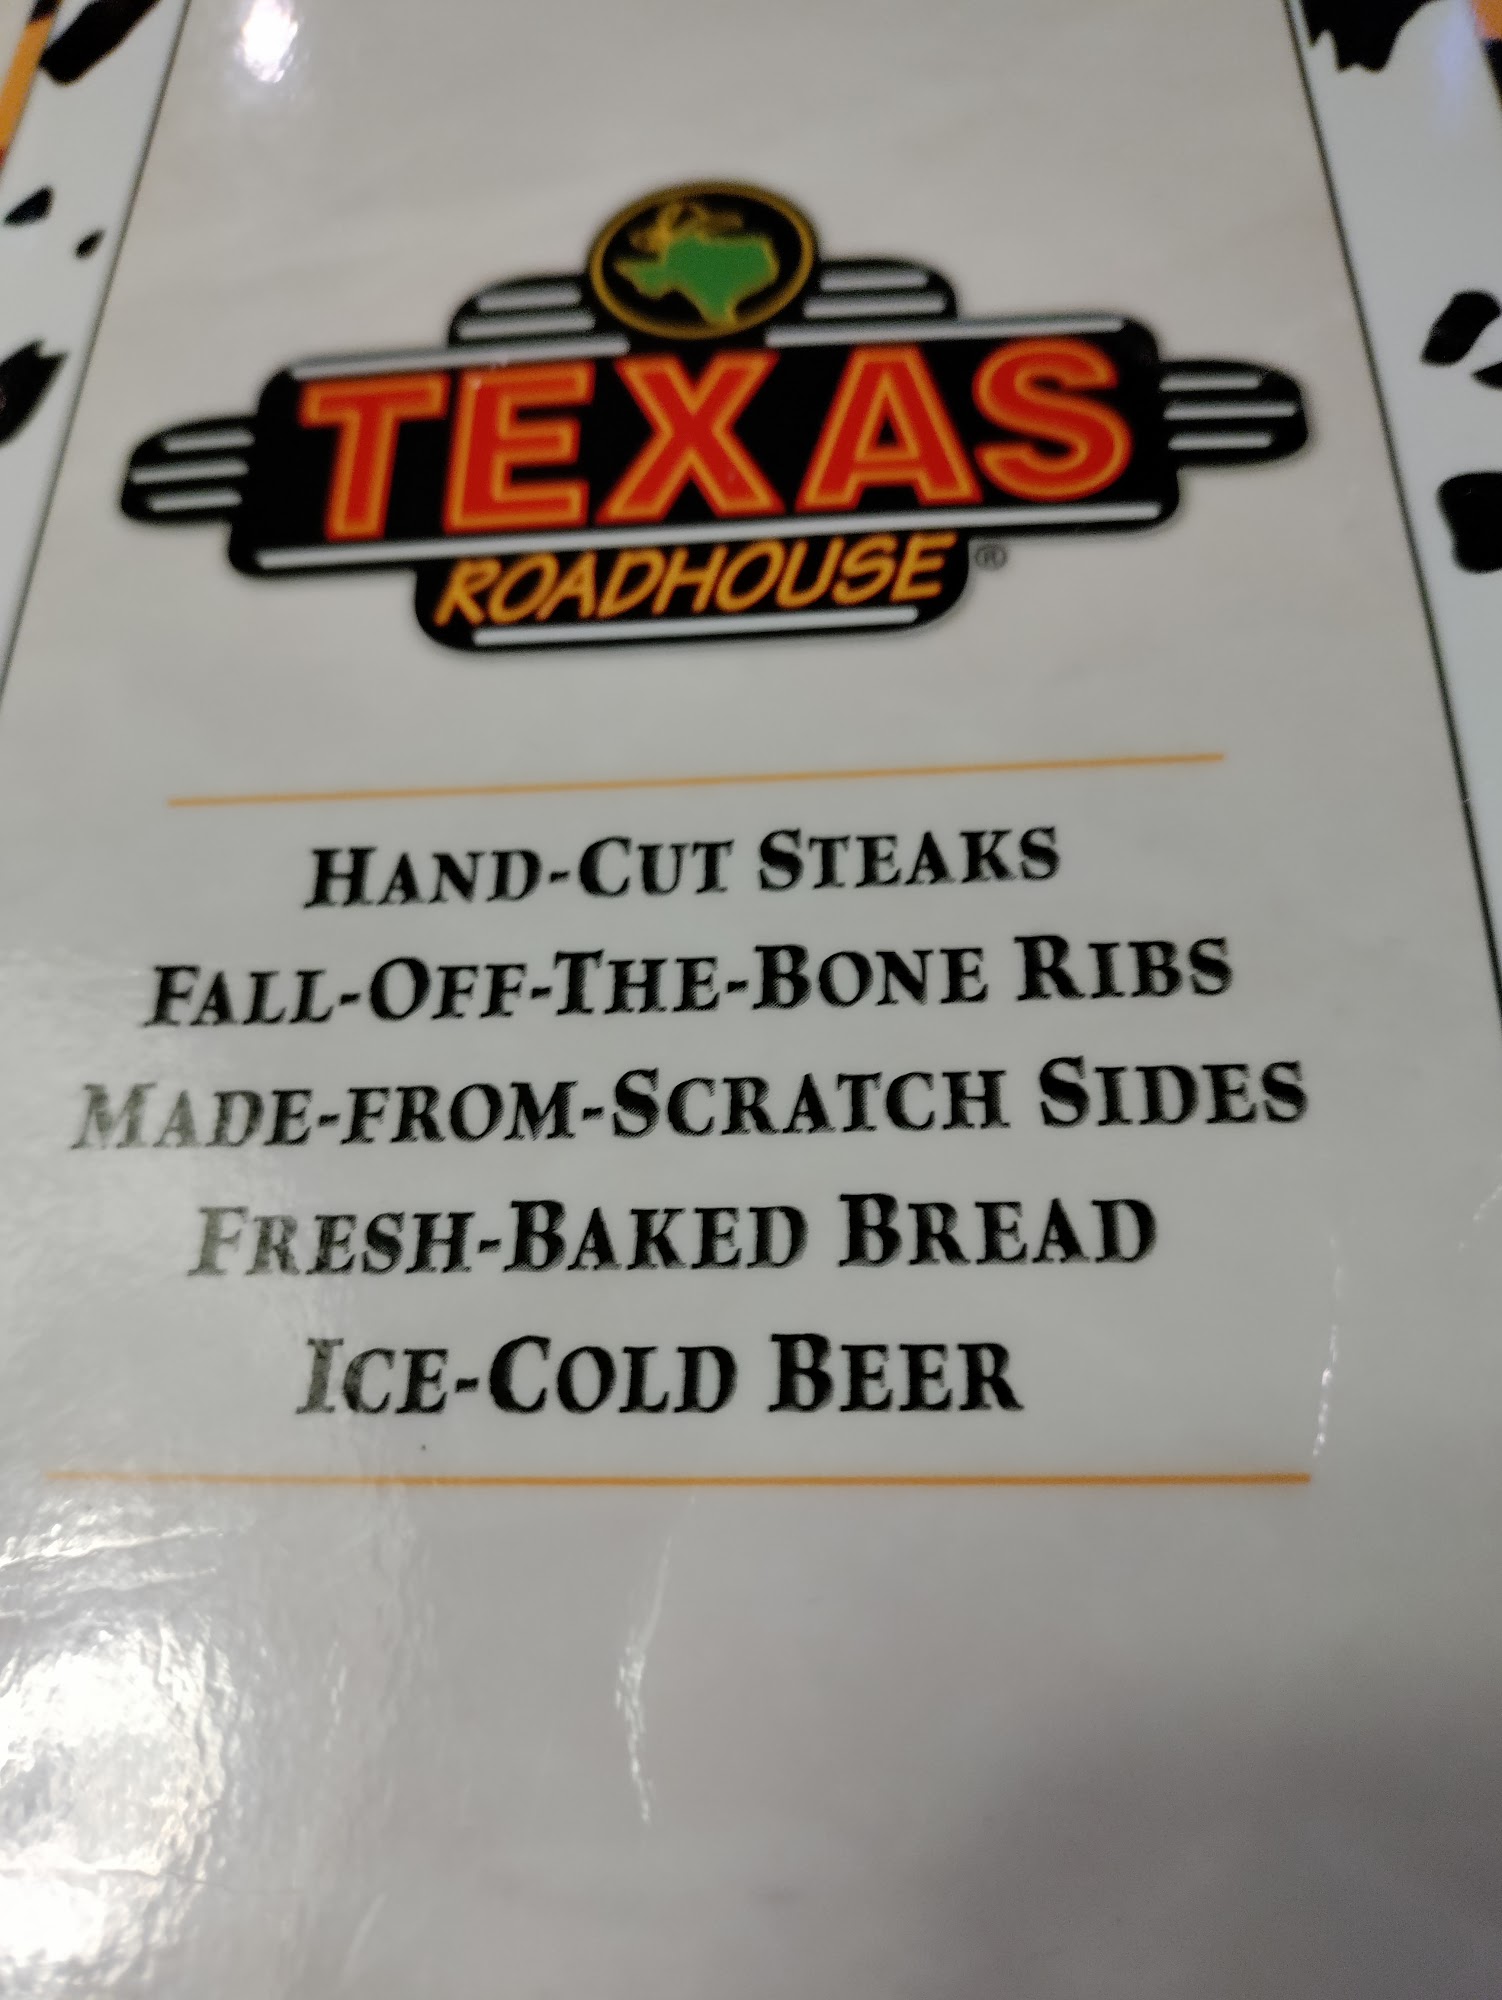 TEXAS
ROADHOUSE®
HAND-CUT STEAKS
FALL-OFF-THE-BONE RIBS
MADE-FROM-SCRATCH SIDES
FRESH-BAKED BREAD
ICE-COLD BEER